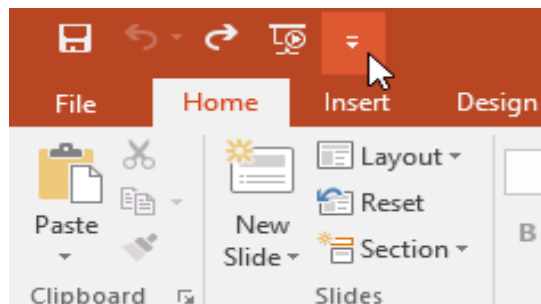 File Home Insert Design
Layout
Reset
Paste New
Slide Section
Clipboard Slides
B